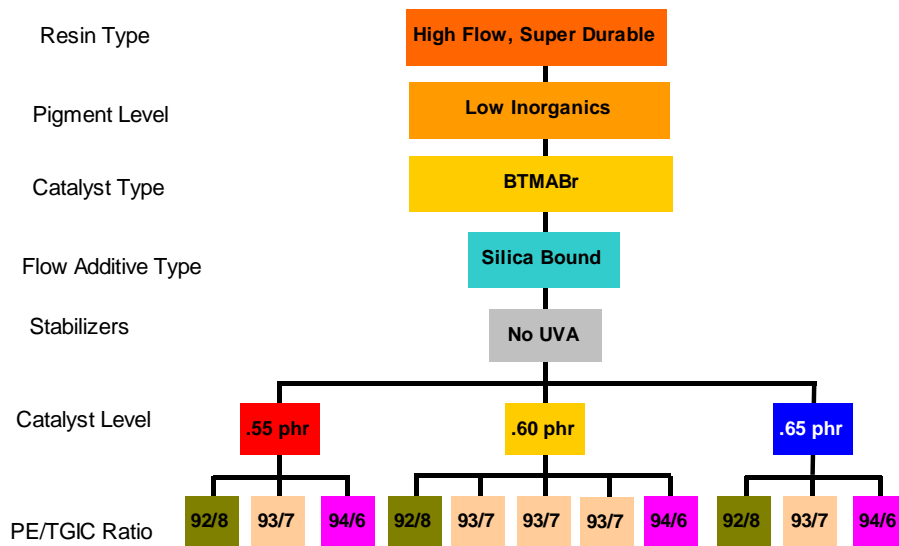 Resin Type
High Flow, Super Durable
Pigment Level
Low Inorganics
Catalyst Type
BTMABr
Flow Additive Type
Silica Bound
Stabilizers
No UVA
Catalyst Level
.55 phr
.60 phr
.65 phr
PE/TGIC Ratio
92/8
93/7
94/6
92/8
93/7
93/7
93/7
94/6
92/8
93/7
94/6